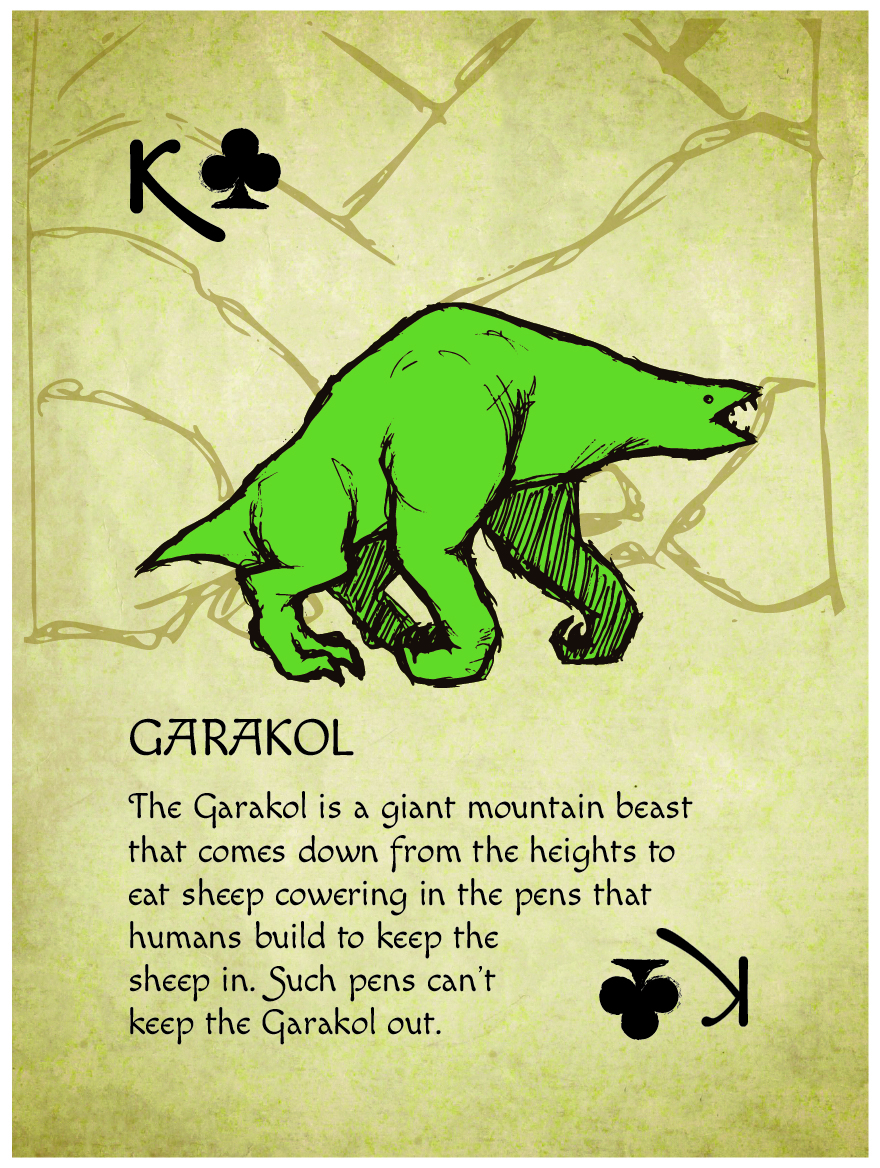 K♣
GARAKOL
The Garakol is a giant mountain beast
that comes down from the heights to
eat sheep cowering in the pens that
humans build to keep the
sheep in. Such pens can't
keep the Garakol out.
K♣